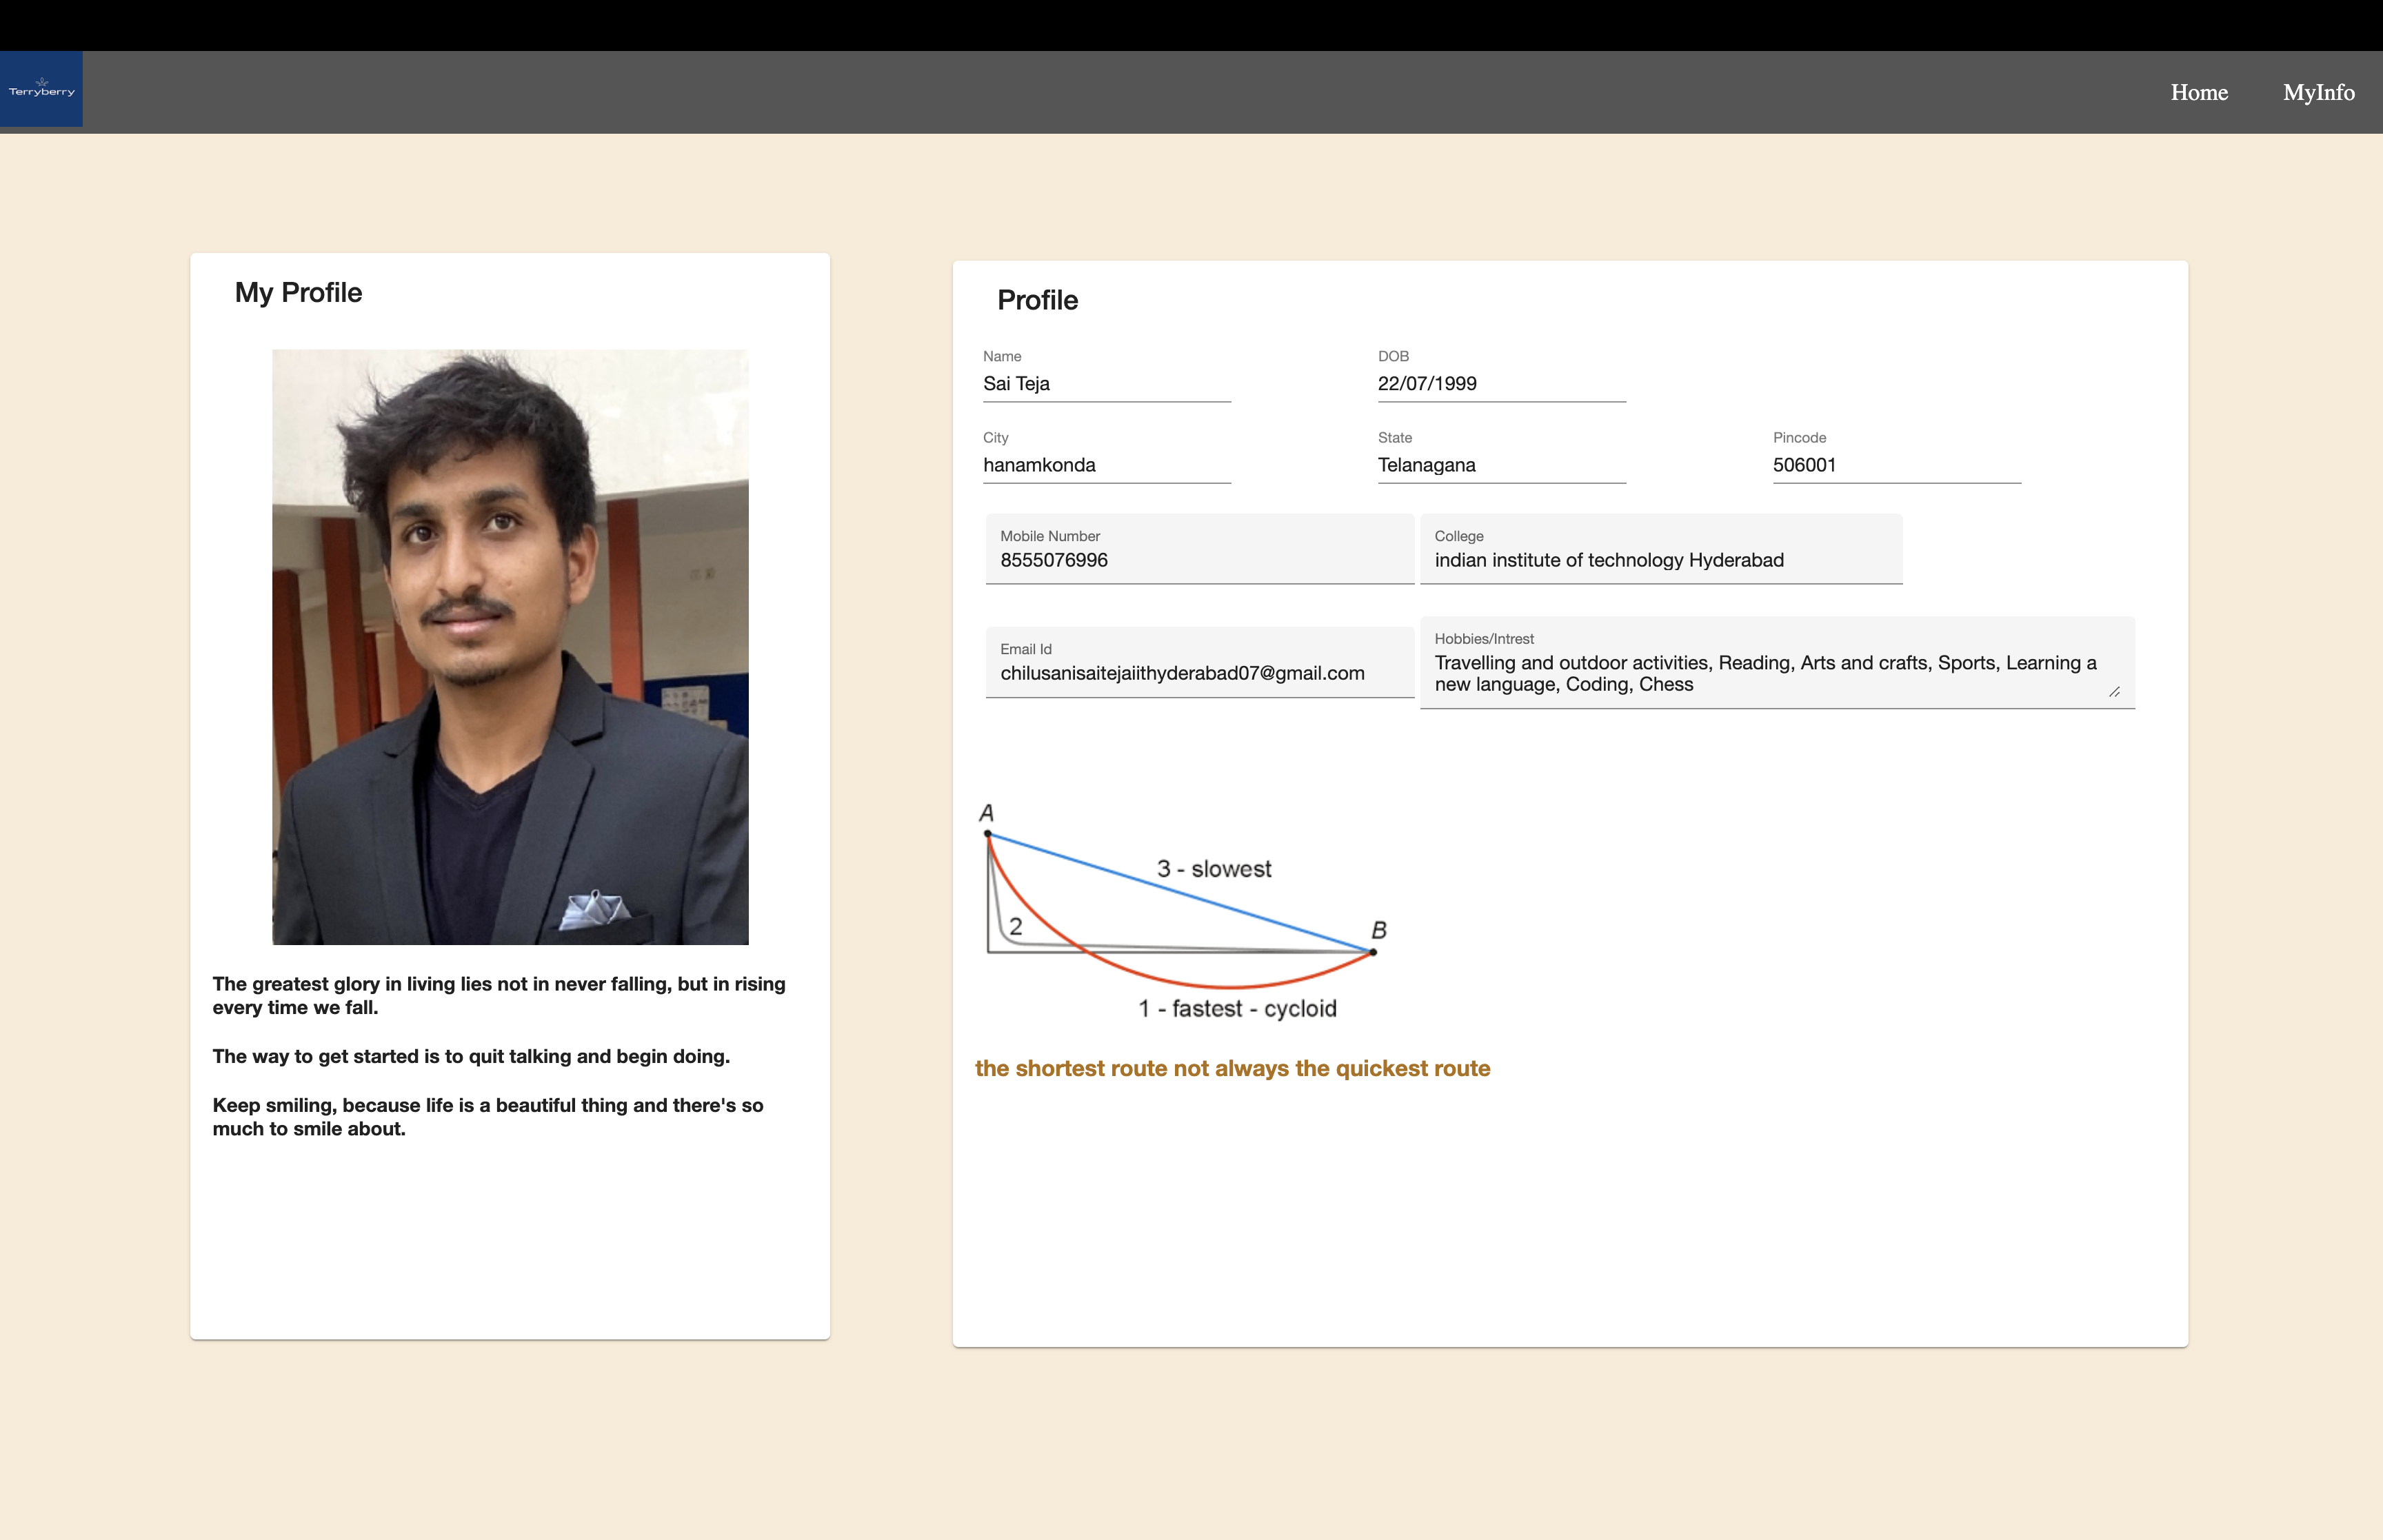 Terryberry
Home
MyInfo
My Profile
The greatest glory in living lies not in never falling, but in rising
every time we fall.
The way to get started is to quit talking and begin doing.
Keep smiling, because life is a beautiful thing and there's so
much to smile about.
Profile
Name
Sai Teja
DOB
22/07/1999
City
hanamkonda
State
Telanagana
Pincode
506001
Mobile Number
8555076996
College
indian institute of technology Hyderabad
Email Id
chilusanisaitejaiithyderabad07@gmail.com
Hobbies/Intrest
Travelling and outdoor activities, Reading, Arts and crafts, Sports, Learning a
new language, Coding, Chess
A
3 - slowest
2
B
1 - fastest - cycloid
the shortest route not always the quickest route